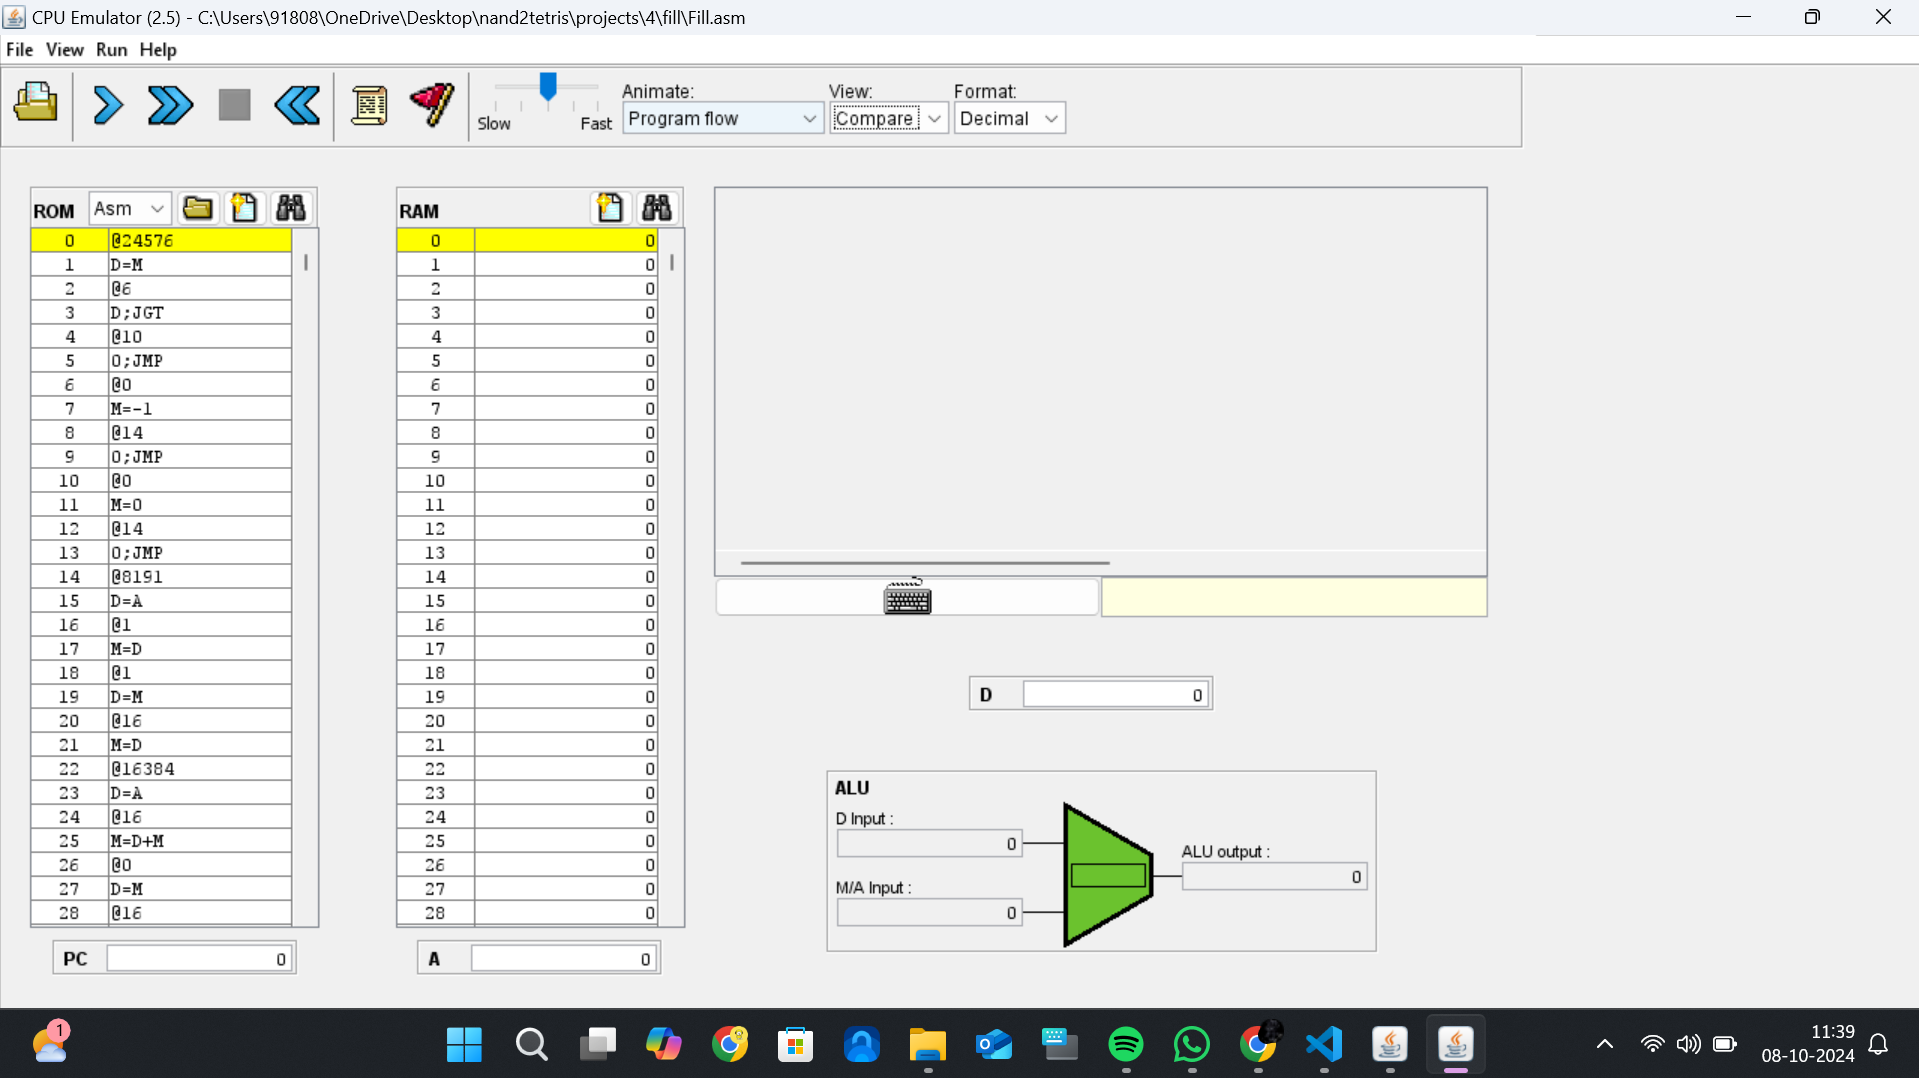 CPU Emulator (2.5) - C:\Users\91808\OneDrive\Desktop\nand2tetris\projects\4\fill\Fill.asm
File View Run Help
Slow Fast
Animate: View: Format:
Program flow Compare Decimal
ROM Asm
0 @24576
1 D=M
2 @6
3 D;JGT
4 @10
5 0;JMP
6 @0
7 M=-1
8 @14
9 0;JMP
10 @0
11 M=0
12 @14
13 0;JMP
14 @8191
15 D=A
16 @1
17 M=D
18 @1
19 D=M
20 @16
21 M=D
22 @16384
23 D=A
24 @16
25 M=D+M
26 @0
27 D=M
28 @16
PC 0
RAM
0 0
1 0
2 0
3 0
4 0
5 0
6 0
7 0
8 0
9 0
10 0
11 0
12 0
13 0
14 0
15 0
16 0
17 0
18 0
19 0
20 0
21 0
22 0
23 0
24 0
25 0
26 0
27 0
28 0
A 0
D 0
ALU
D Input :
0
M/A Input :
0
ALU output :
0
1
11:39
08-10-2024